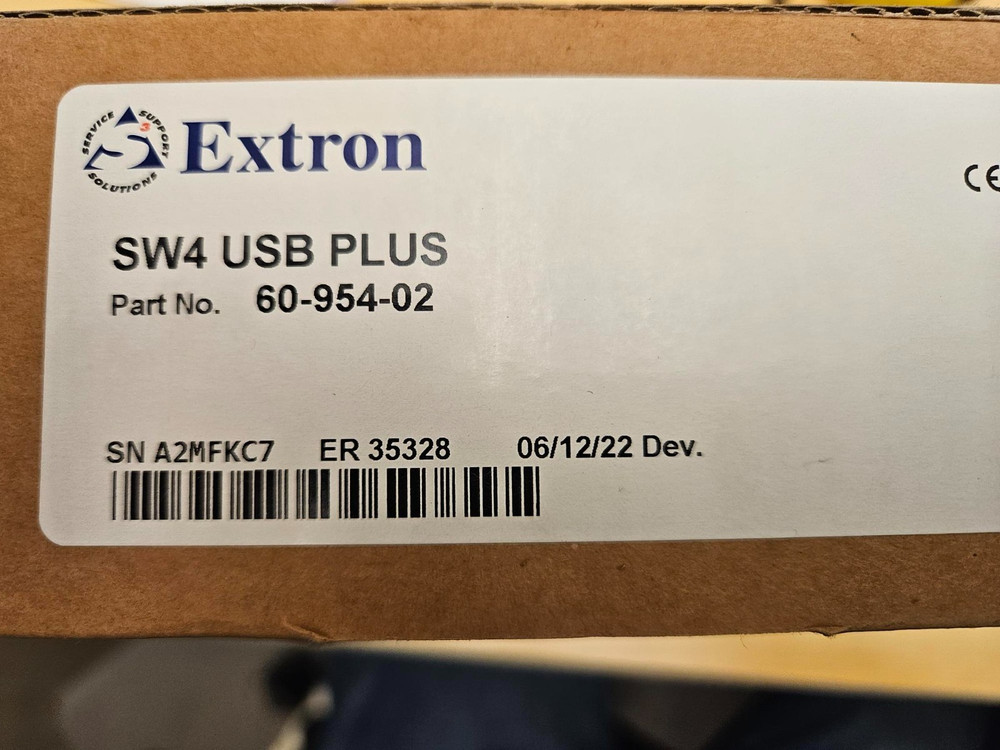 SERVICE SUPPORT SOLUTIONS
S3
Extron
CE
SW4 USB PLUS
Part No. 60-954-02
SN A2MFKC7 ER 35328 06/12/22 Dev.